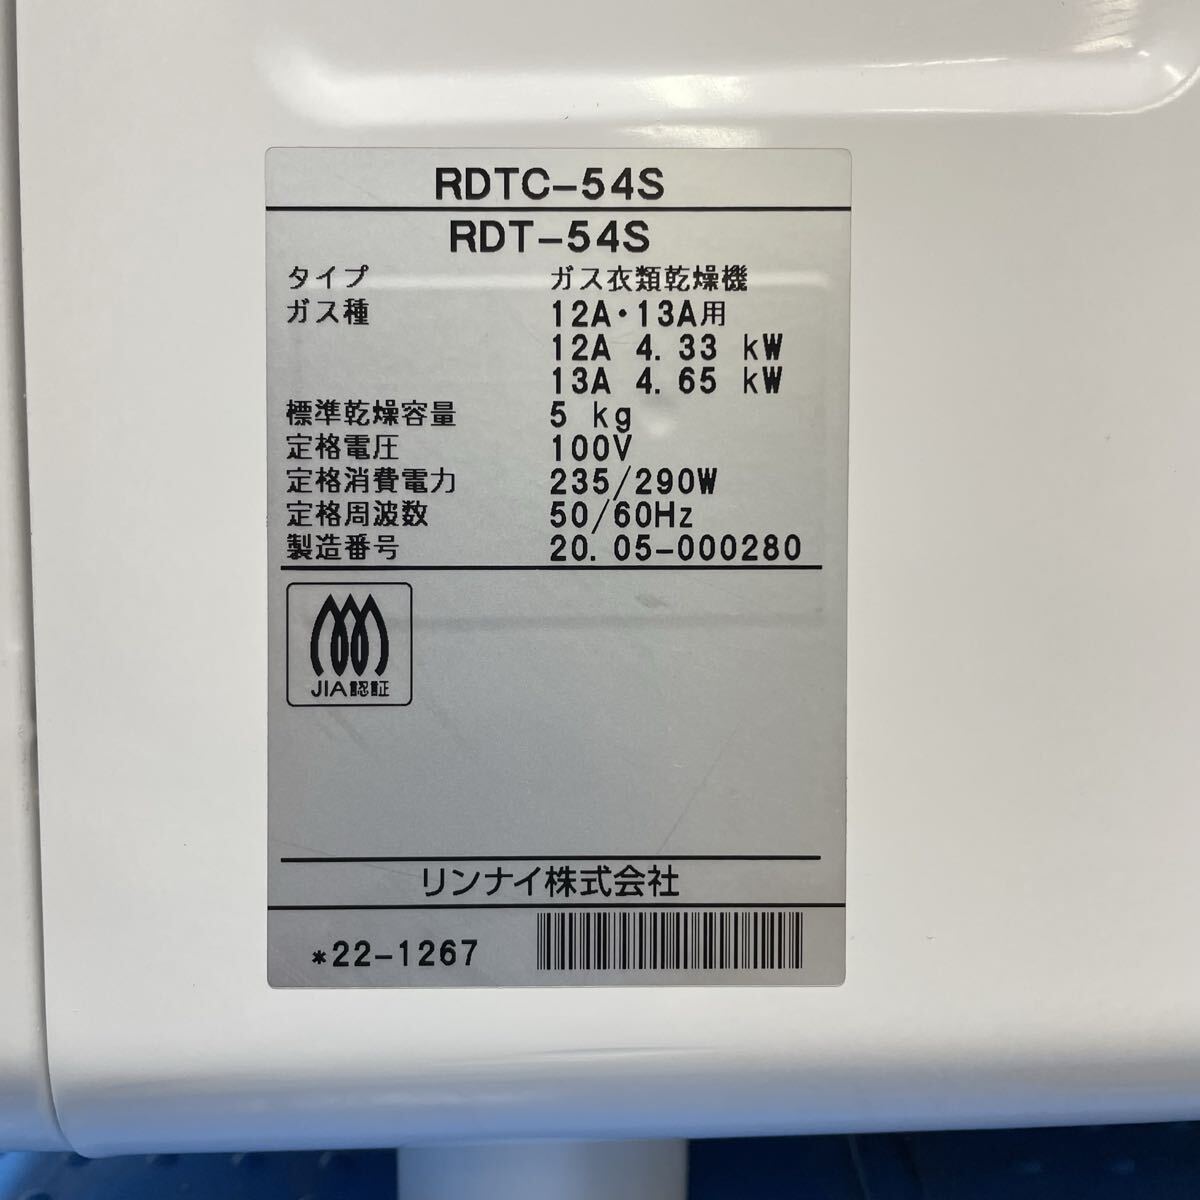 RDTC-54S
RDT-54S
タイプ ガス衣類乾燥機
ガス種 12A・13A用
12A 4.33 kW
13A 4.65 kW
標準乾燥容量 5 kg
定格電圧 100V
定格消費電力 235/290W
定格周波数 50/60Hz
製造番号 20.05-000280
JIA認証
リンナイ株式会社
*22-1267